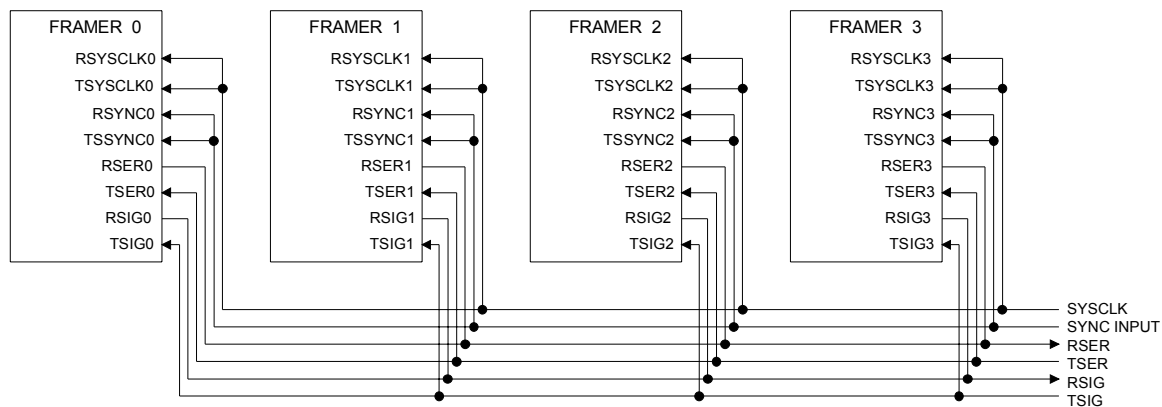 FRAMER 0
RSYSCLK0
TSYSCLK0
RSYNC0
TSSYNC0
RSER0
TSER0
RSIG0
TSIG0
FRAMER 1
RSYSCLK1
TSYSCLK1
RSYNC1
TSSYNC1
RSER1
TSER1
RSIG1
TSIG1
FRAMER 2
RSYSCLK2
TSYSCLK2
RSYNC2
TSSYNC2
RSER2
TSER2
RSIG2
TSIG2
FRAMER 3
RSYSCLK3
TSYSCLK3
RSYNC3
TSSYNC3
RSER3
TSER3
RSIG3
TSIG3
SYSCLK
SYNC INPUT
RSER
TSER
RSIG
TSIG